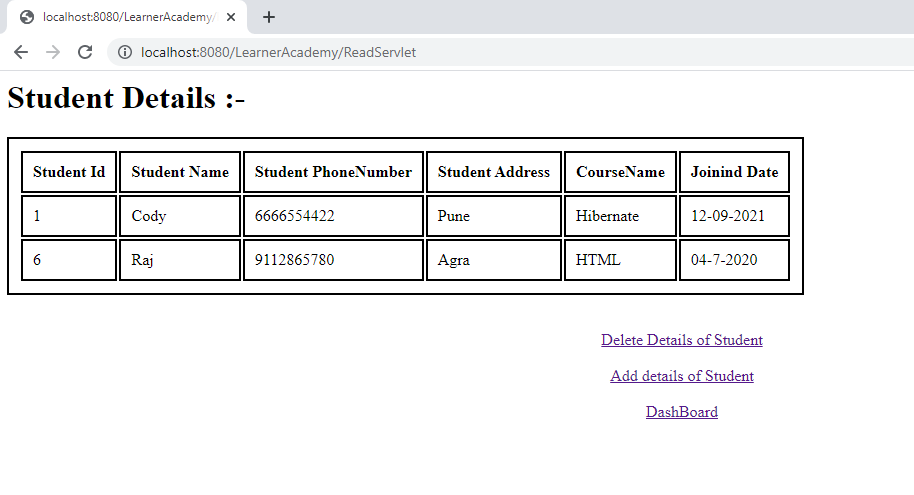 localhost:8080/LearnerAcademy/
localhost:8080/LearnerAcademy/ReadServlet
Student Details :-
Student Id Student Name Student PhoneNumber Student Address CourseName Joinind Date
1 Cody 6666554422 Pune Hibernate 12-09-2021
6 Raj 9112865780 Agra HTML 04-7-2020
Delete Details of Student
Add details of Student
DashBoard